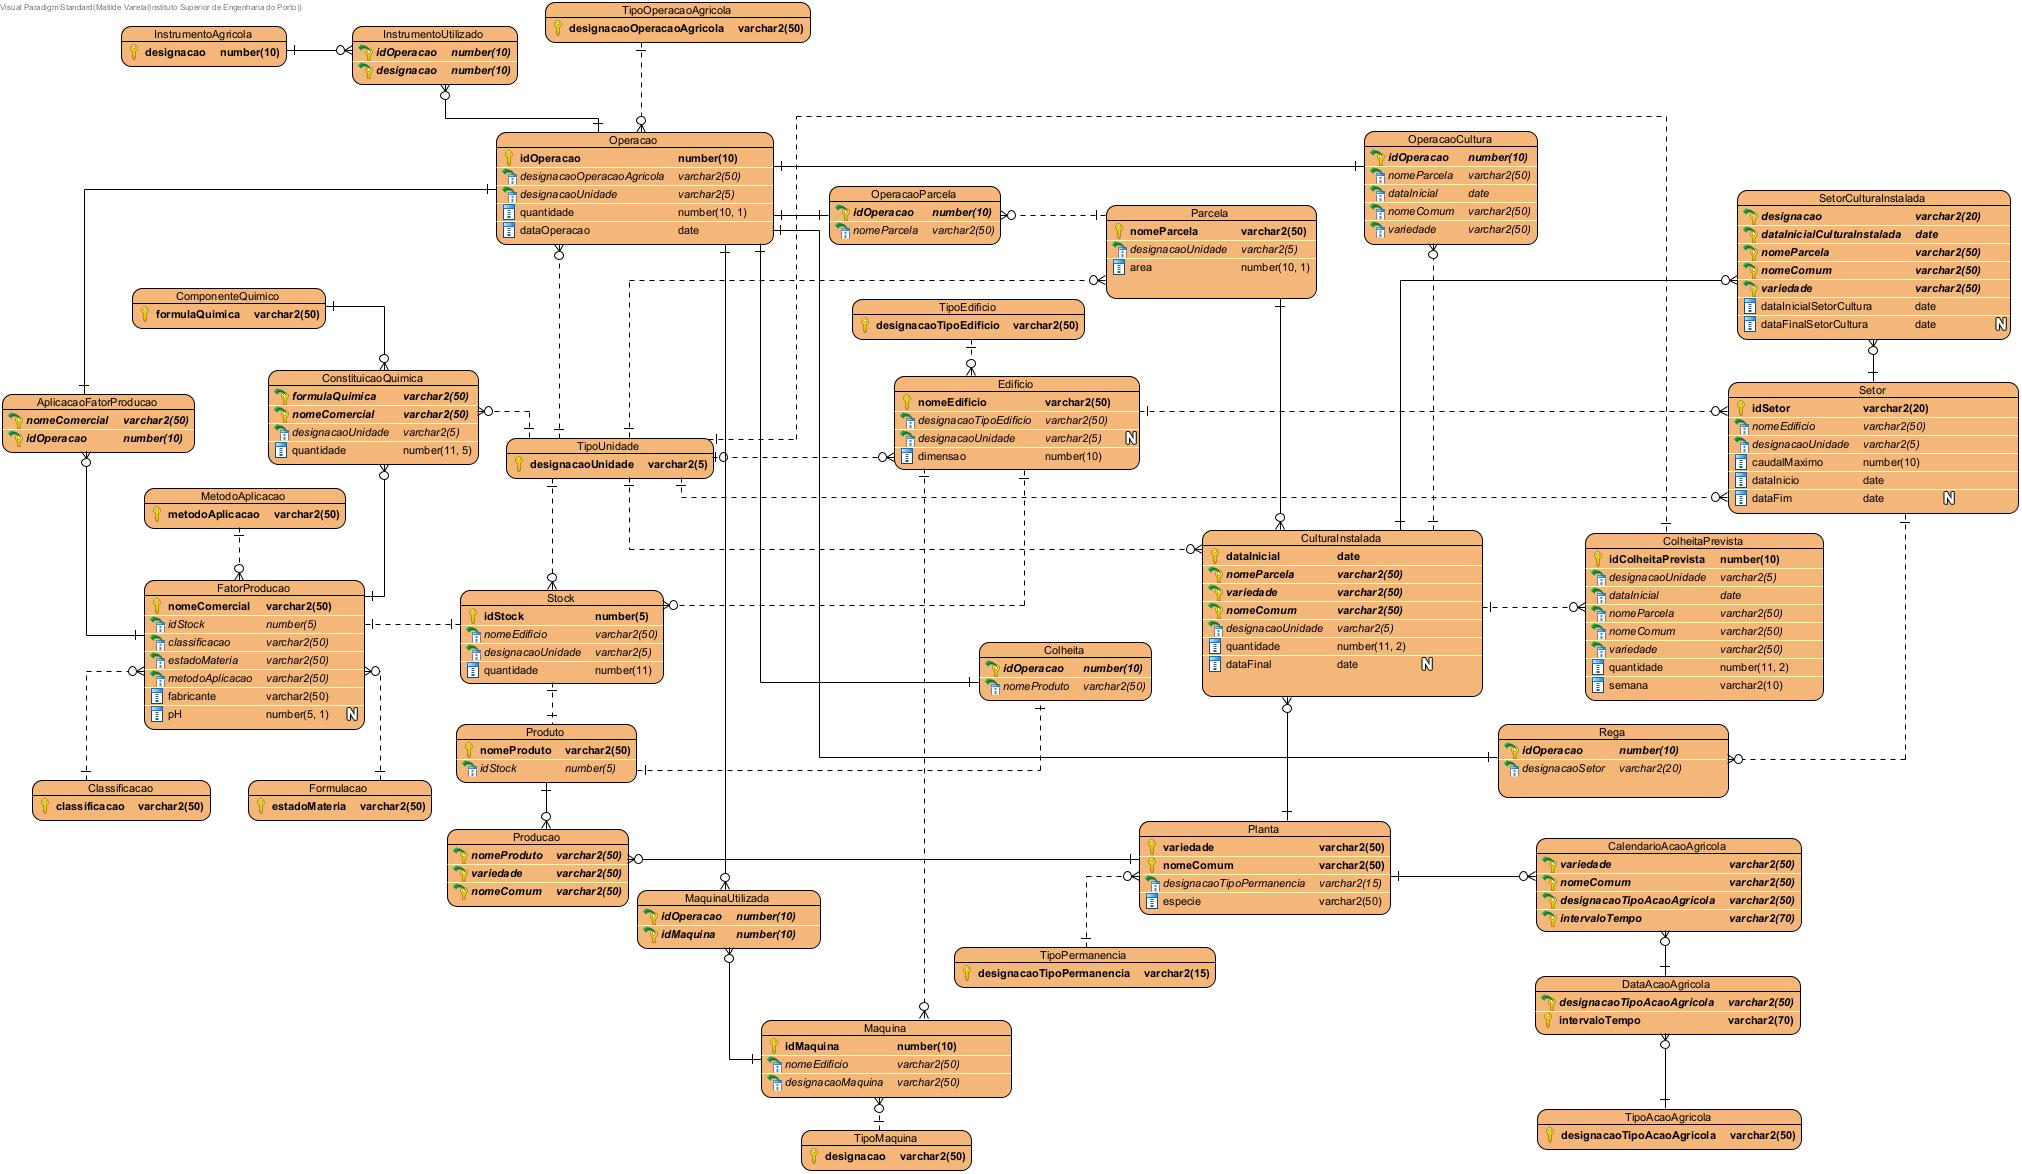 Visual Paradigm Standard(Matilde Varela(Instituto Superior de Engenharia do Porto))
TipoOperacaoAgricola
designacaoOperacaoAgricola varchar2(50)
InstrumentoAgricola
designacao number(10)
InstrumentoUtilizado
idOperacao number(10)
designacao number(10)
Operacao
idOperacao number(10)
designacaoOperacaoAgricola varchar2(50)
designacaoUnidade varchar2(5)
quantidade number(10, 1)
dataOperacao date
OperacaoCultura
idOperacao number(10)
nomeParcela varchar2(50)
dataInicial date
nomeComum varchar2(50)
variedade varchar2(50)
OperacaoParcela
idOperacao number(10)
nomeParcela varchar2(50)
Parcela
nomeParcela varchar2(50)
designacaoUnidade varchar2(5)
area number(10, 1)
SetorCulturaInstalada
designacao varchar2(20)
dataInicialCulturaInstalada date
nomeParcela varchar2(50)
nomeComum varchar2(50)
variedade varchar2(50)
dataInicialSetorCultura date
dataFinalSetorCultura date N
ComponenteQuimico
formulaQuimica varchar2(50)
TipoEdificio
designacaoTipoEdificio varchar2(50)
ConstituicaoQuimica
formulaQuimica varchar2(50)
nomeComercial varchar2(50)
designacaoUnidade varchar2(5)
quantidade number(11, 5)
AplicacaoFatorProducao
nomeComercial varchar2(50)
idOperacao number(10)
Edificio
nomeEdificio varchar2(50)
designacaoTipoEdificio varchar2(50)
designacaoUnidade varchar2(5) N
dimensao number(10)
Setor
idSetor varchar2(20)
nomeEdificio varchar2(50)
designacaoUnidade varchar2(5)
caudalMaximo number(10)
dataInicio date
dataFim date N
TipoUnidade
designacaoUnidade varchar2(5)
MetodoAplicacao
metodoAplicacao varchar2(50)
CulturaInstalada
dataInicial date
nomeParcela varchar2(50)
variedade varchar2(50)
nomeComum varchar2(50)
designacaoUnidade varchar2(5)
quantidade number(11, 2)
dataFinal date N
ColheitaPrevista
idColheitaPrevista number(10)
designacaoUnidade varchar2(5)
dataInicial date
nomeParcela varchar2(50)
nomeComum varchar2(50)
variedade varchar2(50)
quantidade number(11, 2)
semana varchar2(10)
FatorProducao
nomeComercial varchar2(50)
idStock number(5)
classificacao varchar2(50)
estadoMateria varchar2(50)
metodoAplicacao varchar2(50)
fabricante varchar2(50)
pH number(5, 1) N
Stock
idStock number(5)
nomeEdificio varchar2(50)
designacaoUnidade varchar2(5)
quantidade number(11)
Colheita
idOperacao number(10)
nomeProduto varchar2(50)
Produto
nomeProduto varchar2(50)
idStock number(5)
Rega
idOperacao number(10)
designacaoSetor varchar2(20)
Classificacao
classificacao varchar2(50)
Formulacao
estadoMateria varchar2(50)
Producao
nomeProduto varchar2(50)
variedade varchar2(50)
nomeComum varchar2(50)
Planta
variedade varchar2(50)
nomeComum varchar2(50)
designacaoTipoPermanencia varchar2(15)
especie varchar2(50)
CalendarioAcaoAgricola
variedade varchar2(50)
nomeComum varchar2(50)
designacaoTipoAcaoAgricola varchar2(50)
intervaloTempo varchar2(70)
MaquinaUtilizada
idOperacao number(10)
idMaquina number(10)
TipoPermanencia
designacaoTipoPermanencia varchar2(15)
DataAcaoAgricola
designacaoTipoAcaoAgricola varchar2(50)
intervaloTempo varchar2(70)
Maquina
idMaquina number(10)
nomeEdificio varchar2(50)
designacaoMaquina varchar2(50)
TipoAcaoAgricola
designacaoTipoAcaoAgricola varchar2(50)
TipoMaquina
designacao varchar2(50)